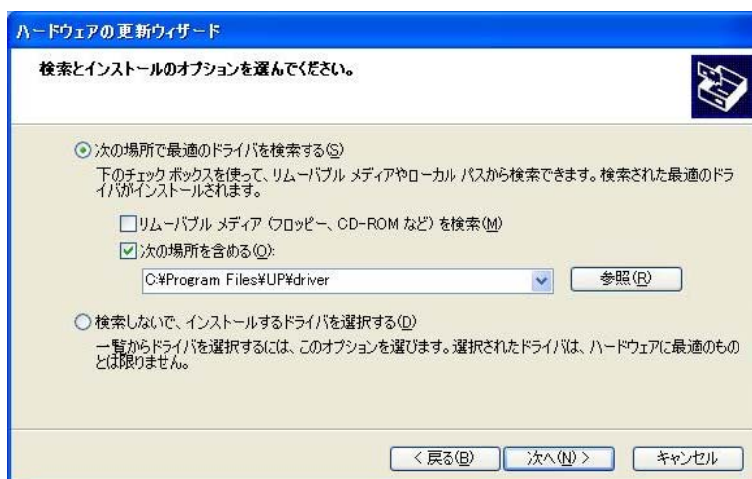 ハードウェアの更新ウィザード
検索とインストールのオプションを選んでください。
次の場所で最適のドライバを検索する(S)
下のチェック ボックスを使って、リムーバブル メディアやローカル パスから検索できます。検索された最適のドラ
イバがインストールされます。
リムーバブル メディア (フロッピー、CD-ROM など) を検索(M)
次の場所を含める(O):
C:¥Program Files¥UP¥driver
参照(R)
検索しないで、インストールするドライバを選択する(D)
一覧からドライバを選択するには、このオプションを選びます。選択されたドライバは、ハードウェアに最適のもの
とは限りません。
< 戻る(B)
次へ(N) >
キャンセル